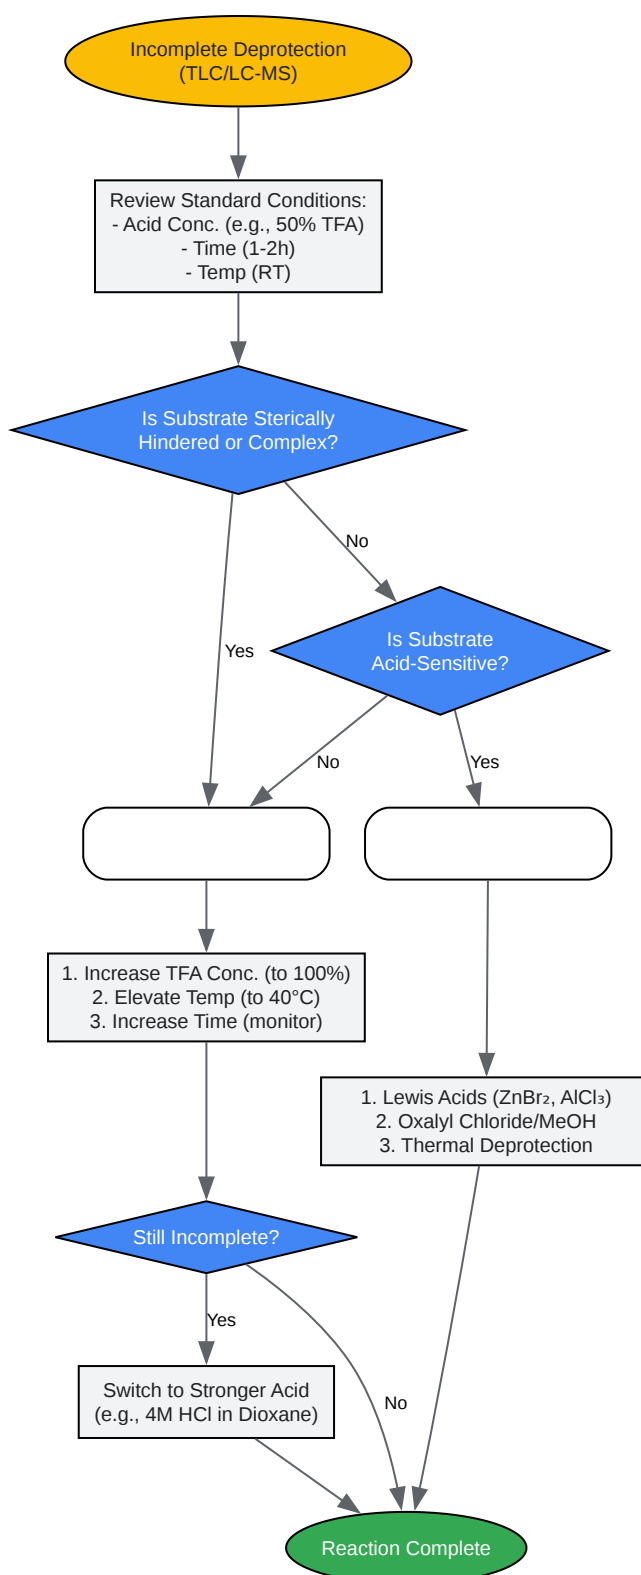 Incomplete Deprotection
(TLC/LC-MS)
Review Standard Conditions:
- Acid Conc. (e.g., 50% TFA)
- Time (1-2h)
- Temp (RT)
Is Substrate Sterically
Hindered or Complex?
No
Is Substrate
Acid-Sensitive?
Yes
No
Yes
1. Increase TFA Conc. (to 100%)
2. Elevate Temp (to 40°C)
3. Increase Time (monitor)
1. Lewis Acids (ZnBr₂, AlCl₃)
2. Oxalyl Chloride/MeOH
3. Thermal Deprotection
Still Incomplete?
Yes
Switch to Stronger Acid
(e.g., 4M HCl in Dioxane)
No
Reaction Complete